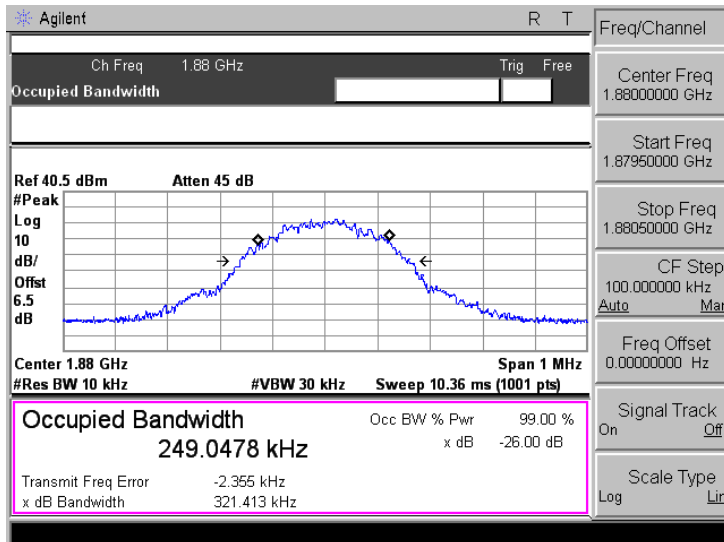 Agilent R T
Ch Freq 1.88 GHz Trig Free
Occupied Bandwidth
Ref 40.5 dBm Atten 45 dB
#Peak
Log
10
dB/
Offst
6.5
dB
Center 1.88 GHz Span 1 MHz
#Res BW 10 kHz #VBW 30 kHz Sweep 10.36 ms (1001 pts)
Occupied Bandwidth
249.0478 kHz
Occ BW % Pwr 99.00 %
x dB -26.00 dB
Transmit Freq Error -2.355 kHz
x dB Bandwidth 321.413 kHz
Freq/Channel
Center Freq
1.88000000 GHz
Start Freq
1.87950000 GHz
Stop Freq
1.88050000 GHz
CF Step
100.000000 kHz
Auto Man
Freq Offset
0.00000000 Hz
Signal Track
On Off
Scale Type
Log Lin